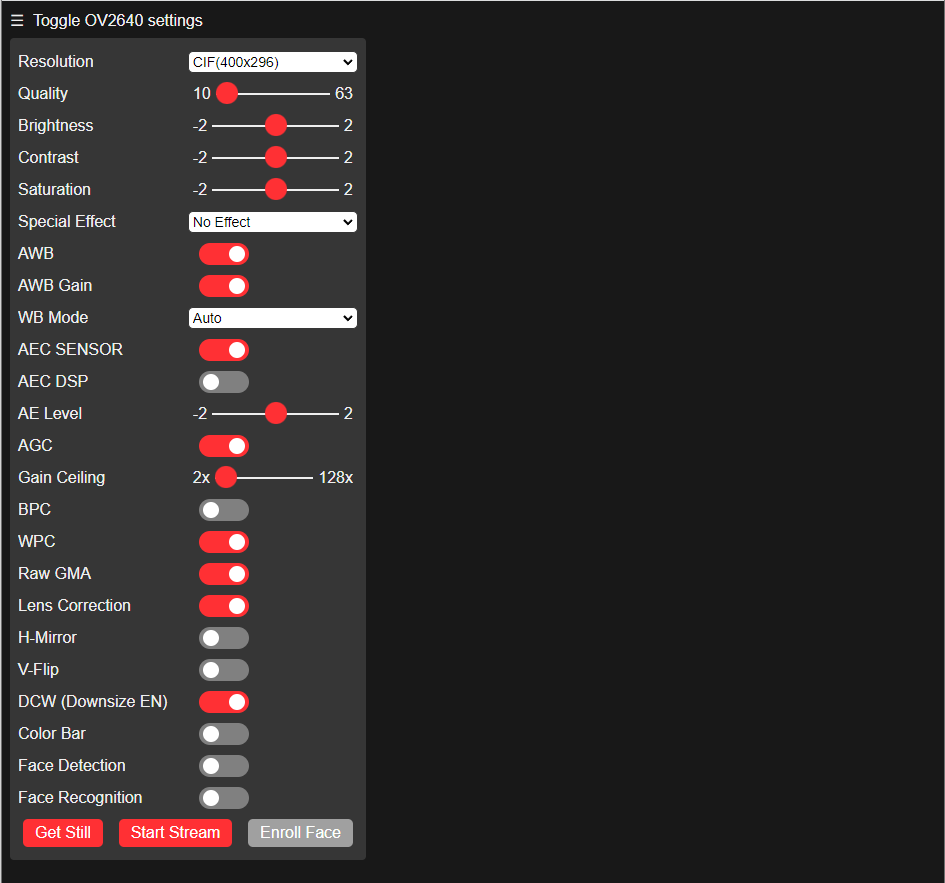 ☰ Toggle OV2640 settings
Resolution CIF(400x296)
Quality 10 63
Brightness -2 2
Contrast -2 2
Saturation -2 2
Special Effect No Effect
AWB
AWB Gain
WB Mode Auto
AEC SENSOR
AEC DSP
AE Level -2 2
AGC
Gain Ceiling 2x 128x
BPC
WPC
Raw GMA
Lens Correction
H-Mirror
V-Flip
DCW (Downsize EN)
Color Bar
Face Detection
Face Recognition
Get Still Start Stream Enroll Face